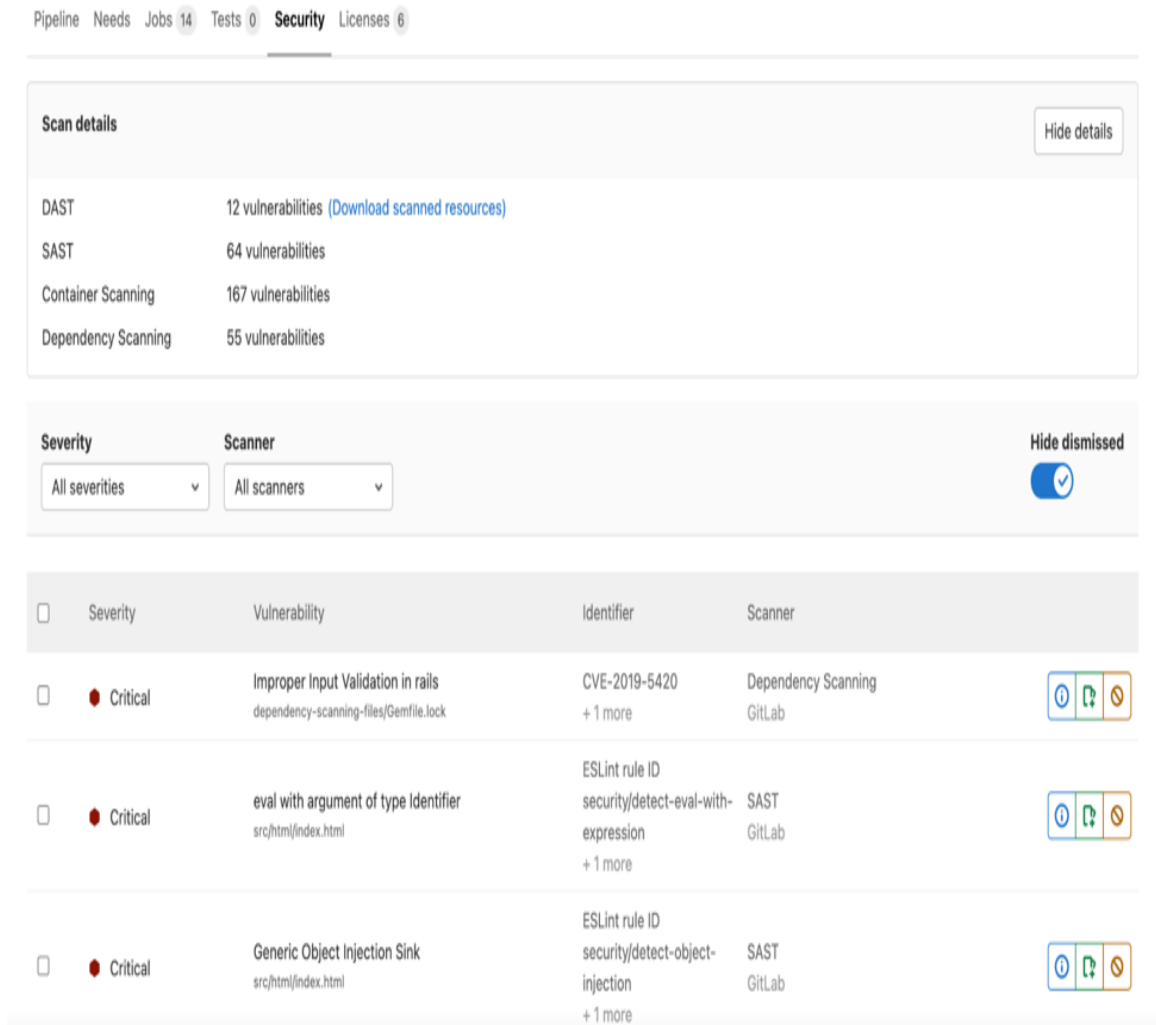 Pipeline Needs Jobs 14 Tests 0 Security Licenses 6
Scan details
Hide details
DAST 12 vulnerabilities (Download scanned resources)
SAST 64 vulnerabilities
Container Scanning 167 vulnerabilities
Dependency Scanning 55 vulnerabilities
Severity Scanner Hide dismissed
All severities All scanners
Severity Vulnerability Identifier Scanner
Critical
Improper Input Validation in rails
dependency-scanning-files/Gemfile.lock
CVE-2019-5420
+ 1 more
Dependency Scanning
GitLab
Critical
eval with argument of type Identifier
src/html/index.html
ESLint rule ID
security/detect-eval-with-
expression
+ 1 more
SAST
GitLab
Critical
Generic Object Injection Sink
src/html/index.html
ESLint rule ID
security/detect-object-
injection
+ 1 more
SAST
GitLab